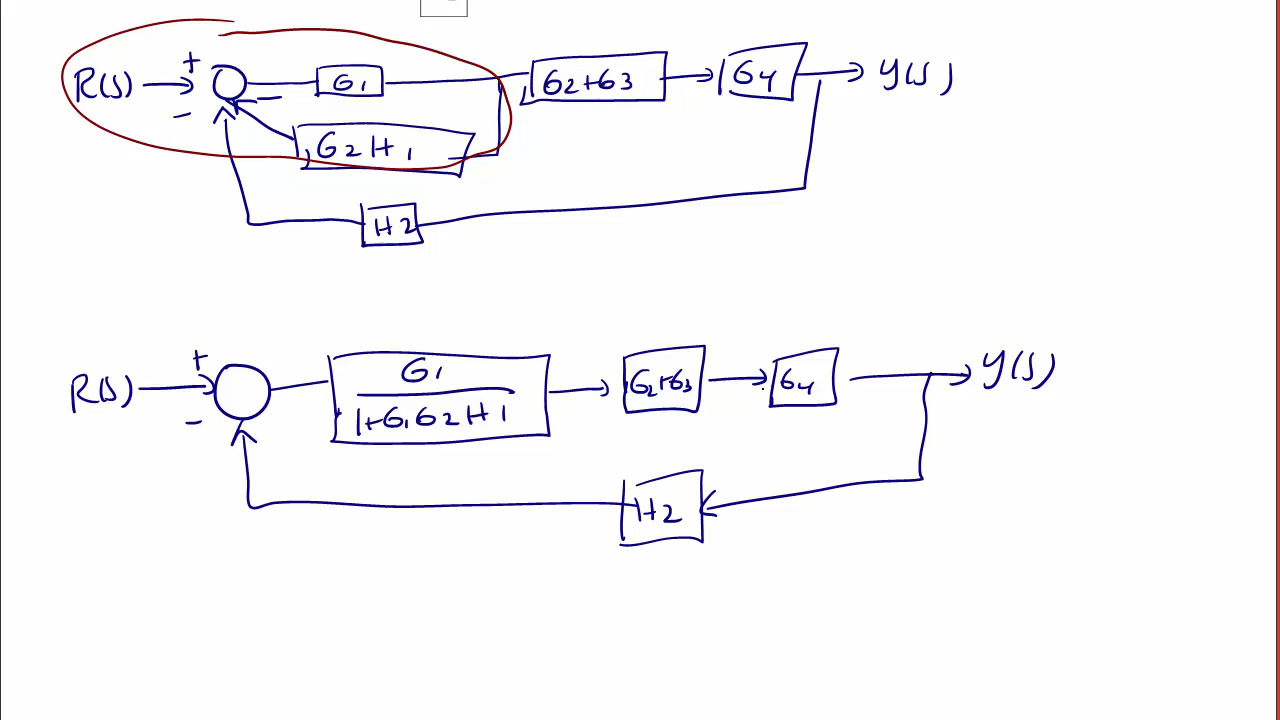 R(s) + G1 G2+G3 G4 Y(s)
− −
G2H1
H2
R(s) + G1 G2+G3 G4 Y(s)
− 1+G1G2H1
H2